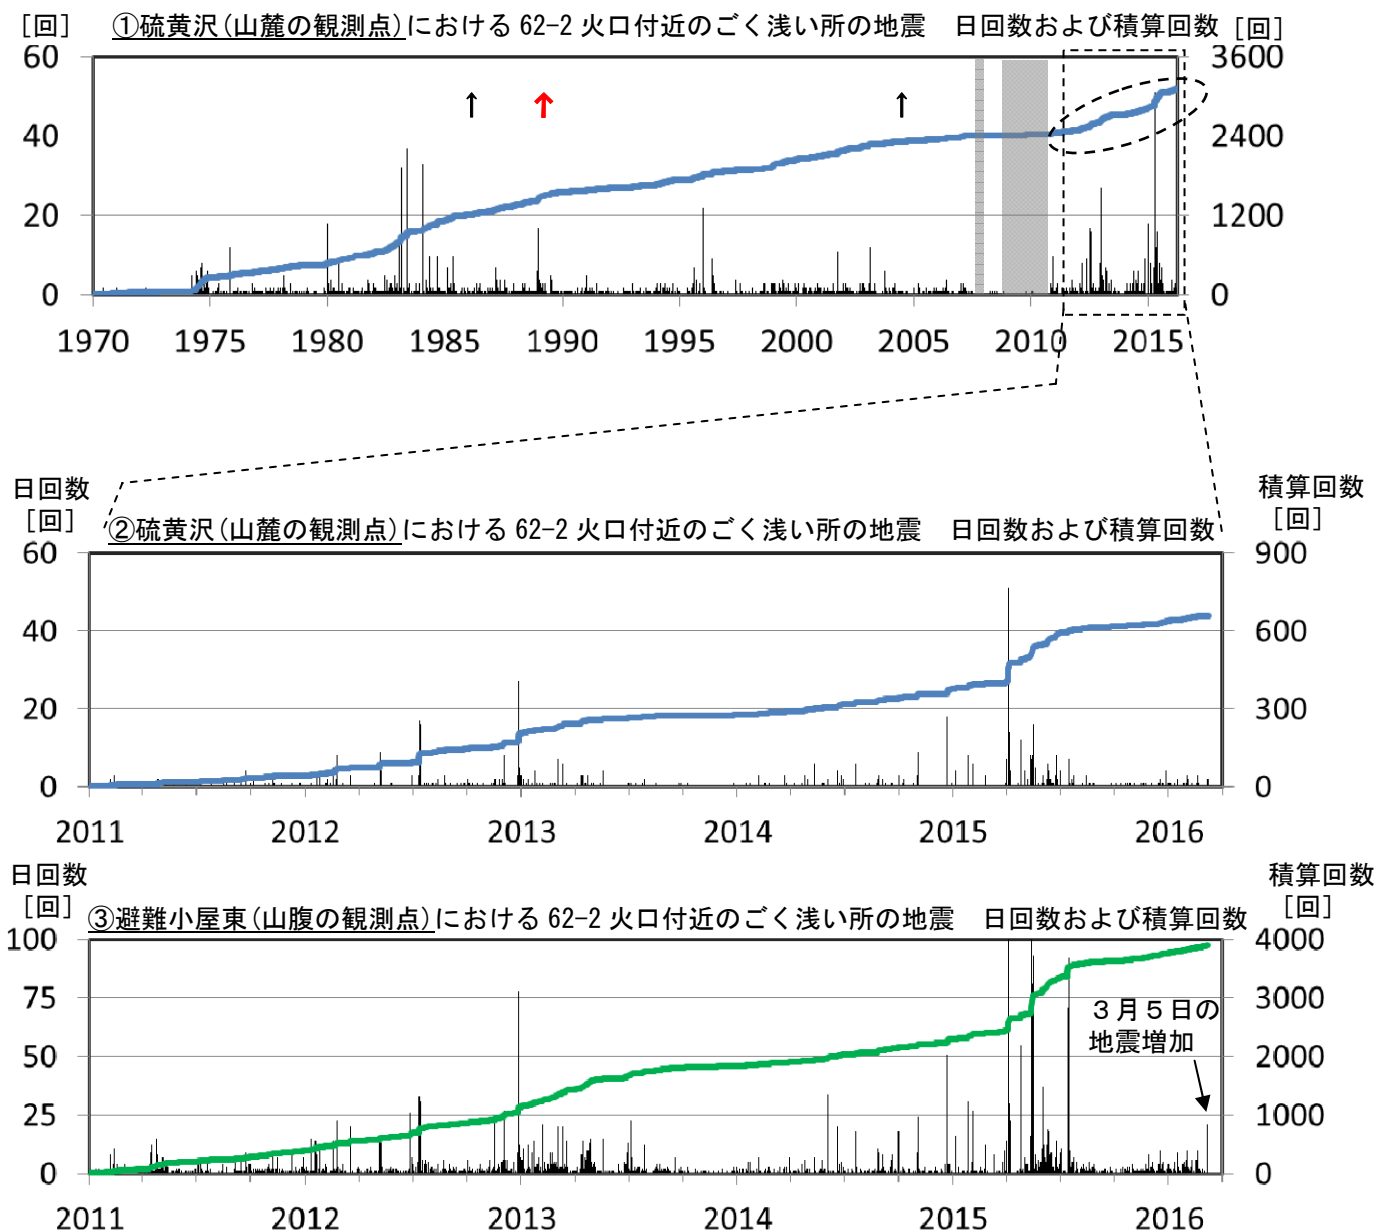 [回] ①硫黄沢(山麓の観測点)における 62-2 火口付近のごく浅い所の地震 日回数および積算回数 [回]
60 3600
40 2400
20 1200
0 0
1970 1975 1980 1985 1990 1995 2000 2005 2010 2015
日回数 積算回数
[回] [回]
②硫黄沢(山麓の観測点)における 62-2 火口付近のごく浅い所の地震 日回数および積算回数
60 900
40 600
20 300
0 0
2011 2012 2013 2014 2015 2016
日回数 積算回数
[回] ③避難小屋東(山腹の観測点)における 62-2 火口付近のごく浅い所の地震 日回数および積算回数 [回]
100 4000
75 3000
3月5日の
地震増加
50 2000
25 1000
0 0
2011 2012 2013 2014 2015 2016